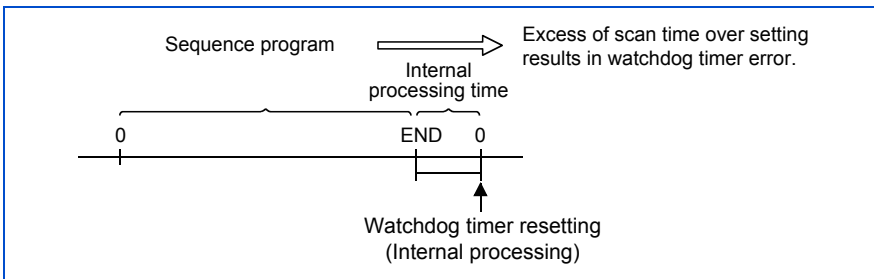 Sequence program
Excess of scan time over setting
results in watchdog timer error.
Internal
processing time
0
END
0
Watchdog timer resetting
(Internal processing)